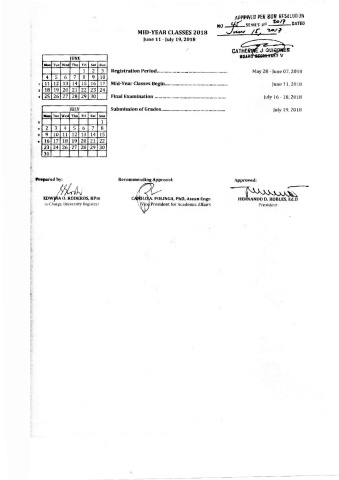 APPROVED PER BOR RESOLUTION
NO 45 SERIES OF 2017 DATED
June 15, 2017
MID-YEAR CLASSES 2018
June 11 - July 19, 2018
CATHERINE J. QUIÑONES
BOARD SECRETARY V
JUNE
Mon Tue Wed Thu Fri Sat Sun
1 2 3
4 5 6 7 8 9 10
11 12 13 14 15 16 17
18 19 20 21 22 23 24
25 26 27 28 29 30
Registration Period May 28 - June 07, 2018
Mid-Year Classes Begin June 11, 2018
Final Examination July 16 - 18, 2018
Submission of Grades July 19, 2018
JULY
Mon Tue Wed Thu Fri Sat Sun
1
2 3 4 5 6 7 8
9 10 11 12 13 14 15
16 17 18 19 20 21 22
23 24 25 26 27 28 29
30
Prepared by: Recommending Approval: Approved:
EDWINA O. RODEROS, RPm HERNANDO D. ROBLES, Ed.D
In Charge, University Registrar Vice President for Academic Affairs President